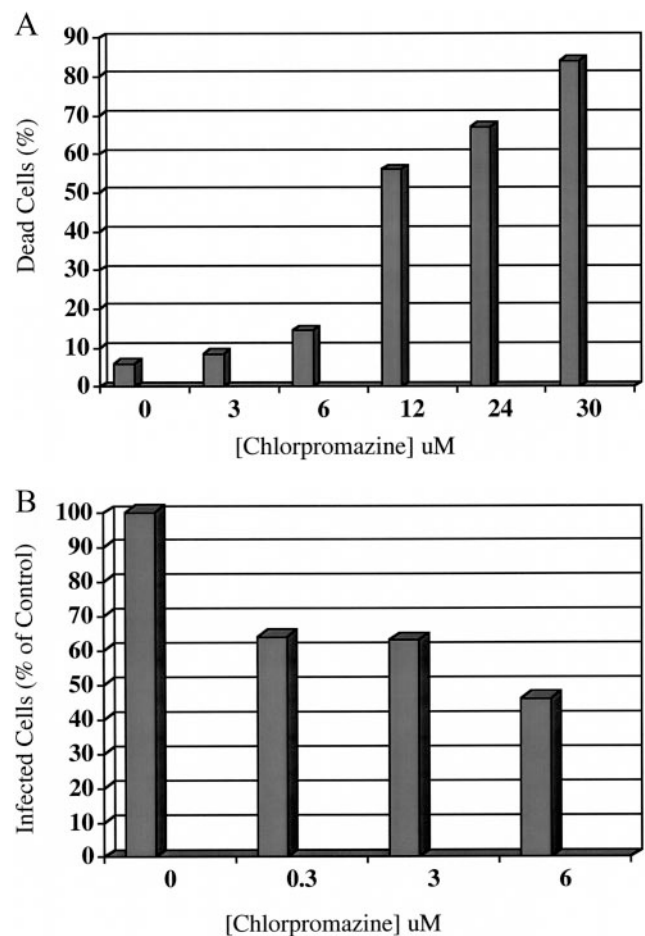 A
Dead Cells (%)
90
80
70
60
50
40
30
20
10
0
0 3 6 12 24 30
[Chlorpromazine] uM
B
Infected Cells (% of Control)
100
90
80
70
60
50
40
30
20
10
0
0 0.3 3 6
[Chlorpromazine] uM